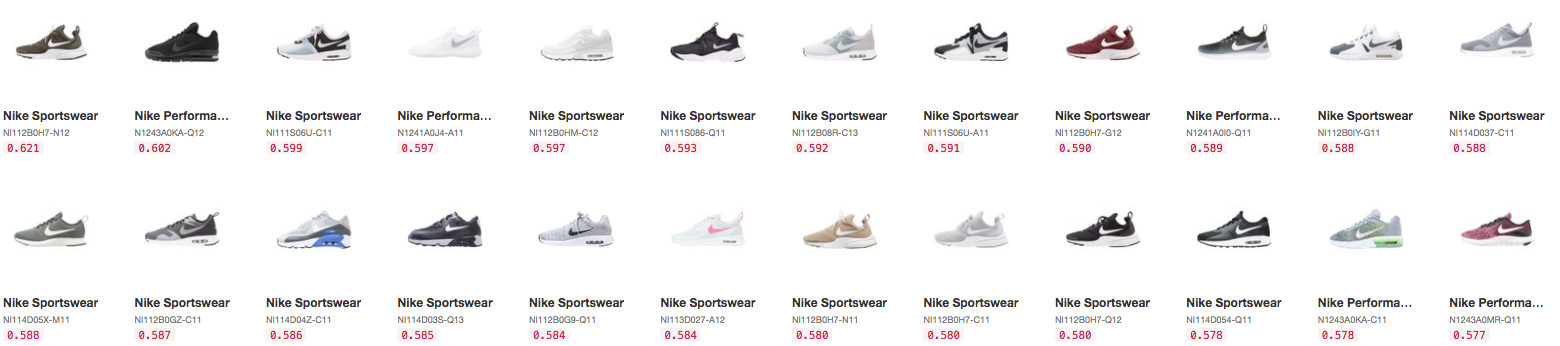 Nike Sportswear Nike Performa... Nike Sportswear Nike Performa... Nike Sportswear Nike Sportswear Nike Sportswear Nike Sportswear Nike Sportswear Nike Performa... Nike Sportswear Nike Sportswear
NI112B0H7-N12 N1243A0KA-Q12 NI111S06U-C11 N1241A0J4-A11 NI112B0HM-C12 NI111S086-Q11 NI112B08R-C13 NI111S06U-A11 NI112B0H7-G12 N1241A0I0-Q11 NI112B0IY-G11 NI114D037-C11
0.621 0.602 0.599 0.597 0.597 0.593 0.592 0.591 0.590 0.589 0.588 0.588
Nike Sportswear Nike Sportswear Nike Sportswear Nike Sportswear Nike Sportswear Nike Sportswear Nike Sportswear Nike Sportswear Nike Sportswear Nike Sportswear Nike Performa... Nike Performa...
NI114D05X-M11 NI112B0GZ-C11 NI114D04Z-C11 NI114D03S-Q13 NI112B0G9-Q11 NI113D027-A12 NI112B0H7-N11 NI112B0H7-C11 NI112B0H7-Q12 NI114D054-Q11 N1243A0KA-C11 N1243A0MR-Q11
0.588 0.587 0.586 0.585 0.584 0.584 0.580 0.580 0.580 0.578 0.578 0.577